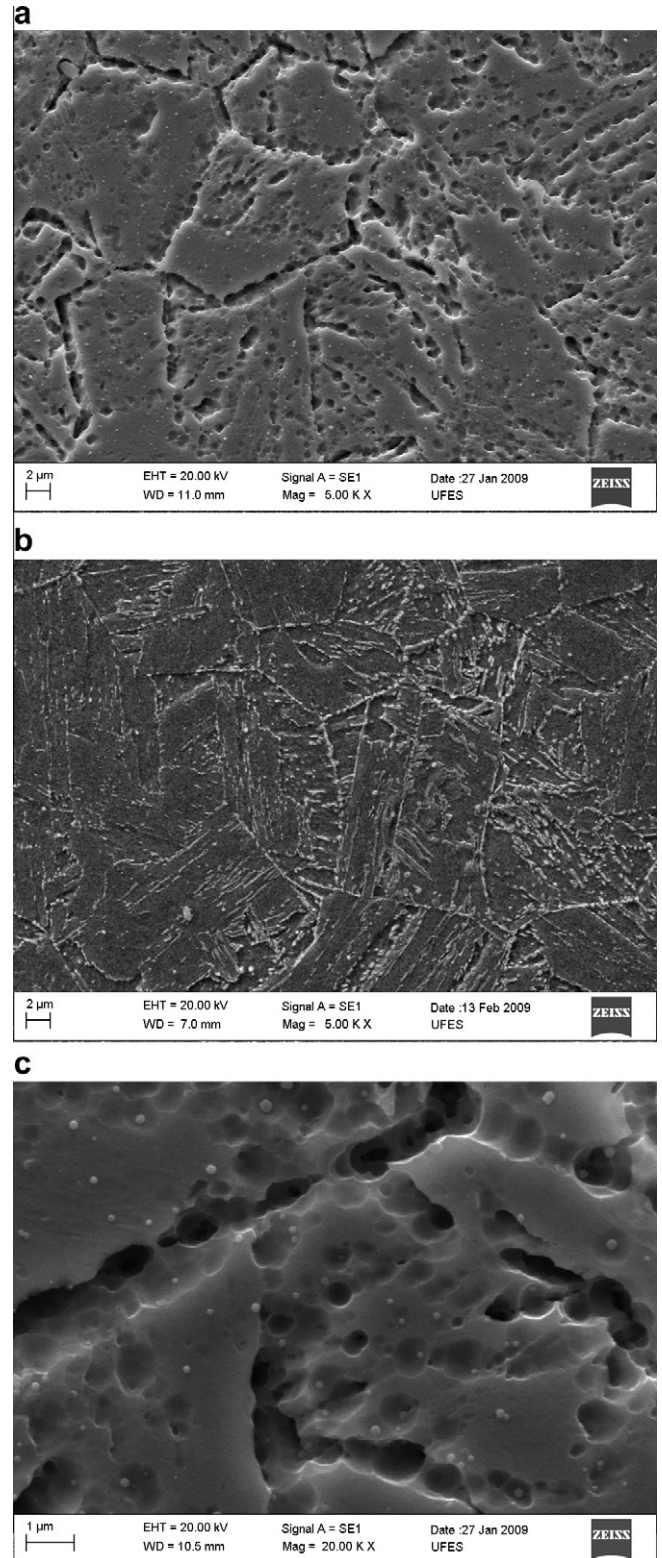 a
2 µm
EHT = 20.00 kV Signal A = SE1 Date :27 Jan 2009
WD = 11.0 mm Mag = 5.00 K X UFES
ZEISS
b
2 µm
EHT = 20.00 kV Signal A = SE1 Date :13 Feb 2009
WD = 7.0 mm Mag = 5.00 K X UFES
ZEISS
c
1 µm
EHT = 20.00 kV Signal A = SE1 Date :27 Jan 2009
WD = 10.5 mm Mag = 20.00 K X UFES
ZEISS